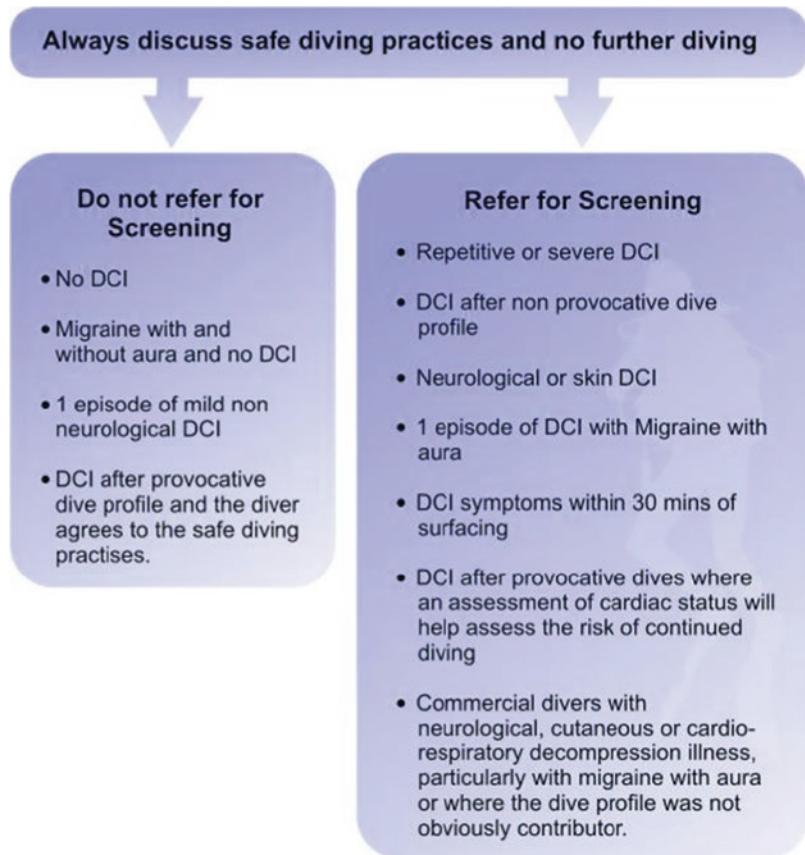 Always discuss safe diving practices and no further diving
Do not refer for
Screening
• No DCI
• Migraine with and
without aura and no DCI
• 1 episode of mild non
neurological DCI
• DCI after provocative
dive profile and the diver
agrees to the safe diving
practises.
Refer for Screening
• Repetitive or severe DCI
• DCI after non provocative dive
profile
• Neurological or skin DCI
• 1 episode of DCI with Migraine with
aura
• DCI symptoms within 30 mins of
surfacing
• DCI after provocative dives where
an assessment of cardiac status will
help assess the risk of continued
diving
• Commercial divers with
neurological, cutaneous or cardio-
respiratory decompression illness,
particularly with migraine with aura
or where the dive profile was not
obviously contributor.